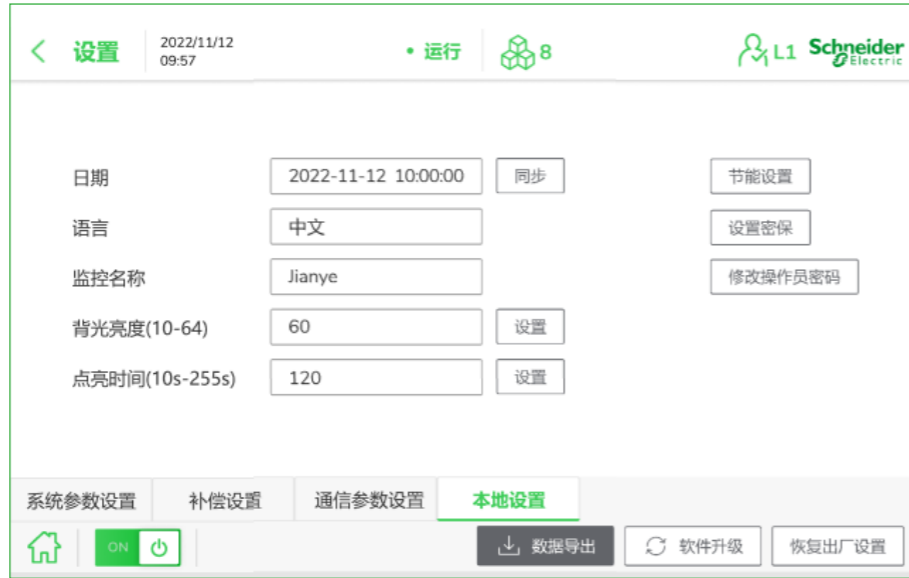 设置
2022/11/12
09:57
• 运行
8
L1
Schneider
Electric
日期 2022-11-12 10:00:00 同步 节能设置
语言 中文 设置密保
监控名称 Jianye 修改操作员密码
背光亮度(10-64) 60 设置
点亮时间(10s-255s) 120 设置
系统参数设置 补偿设置 通信参数设置 本地设置
ON 数据导出 软件升级 恢复出厂设置